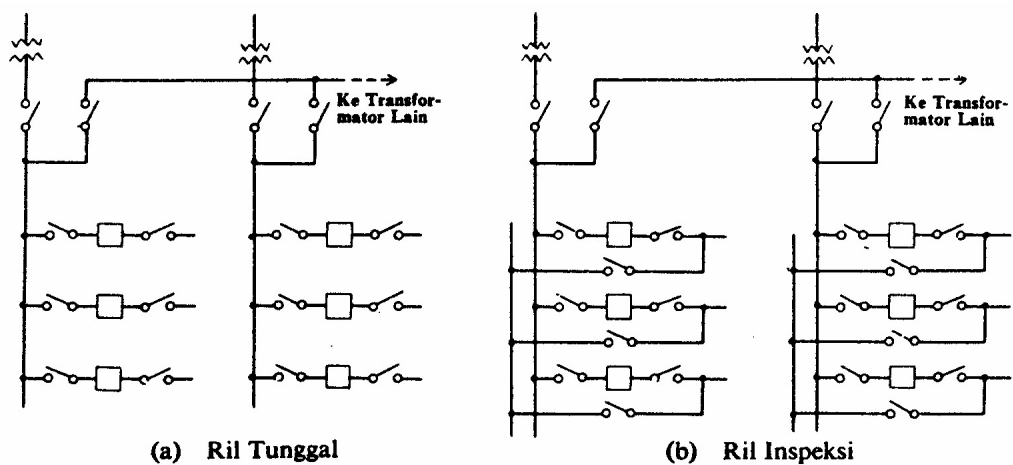 Ke Transfor-
mator Lain
Ke Transfor-
mator Lain
(a) Ril Tunggal
(b) Ril Inspeksi